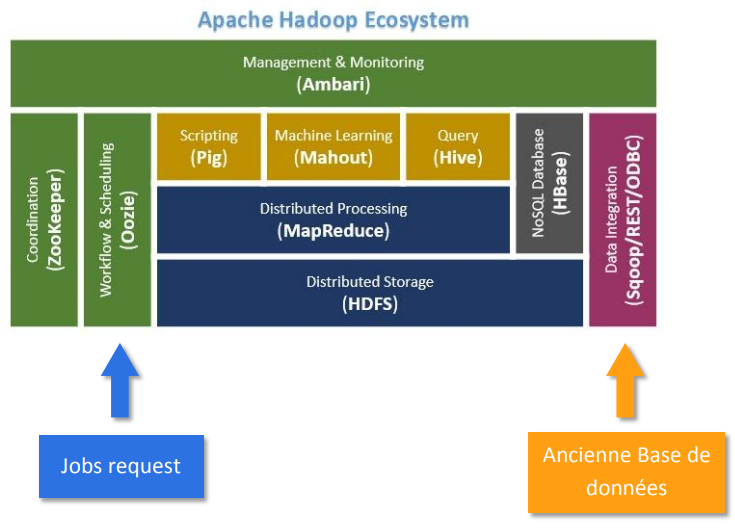 Apache Hadoop Ecosystem
Management & Monitoring
(Ambari)
Coordination
(ZooKeeper)
Workflow & Scheduling
(Oozie)
Scripting
(Pig)
Machine Learning
(Mahout)
Query
(Hive)
Distributed Processing
(MapReduce)
Distributed Storage
(HDFS)
NoSQL Database
(HBase)
Data Integration
(Sqoop/REST/ODBC)
Jobs request
Ancienne Base de
données